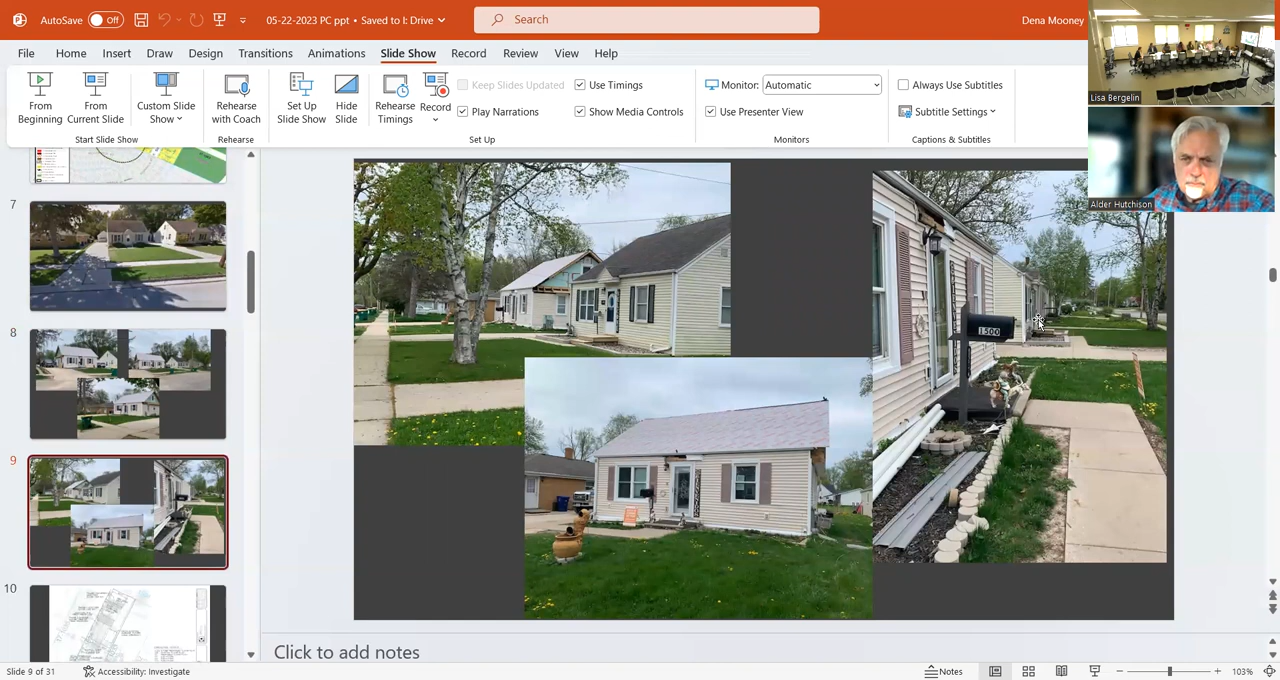 AutoSave Off 05-22-2023 PC ppt • Saved to I: Drive Search Dena Mooney
File Home Insert Draw Design Transitions Animations Slide Show Record Review View Help
From Beginning
From Current Slide
Custom Slide Show
Start Slide Show
Rehearse with Coach
Rehearse
Set Up Slide Show
Hide Slide
Rehearse Timings
Record
Keep Slides Updated
Play Narrations
Use Timings
Show Media Controls
Set Up
Monitor: Automatic
Use Presenter View
Monitors
Always Use Subtitles
Subtitle Settings
Captions & Subtitles
Lisa Bergelin
Alder Hutchison
7
8
9
10
1500
Click to add notes
Slide 9 of 31 Accessibility: Investigate Notes 103%